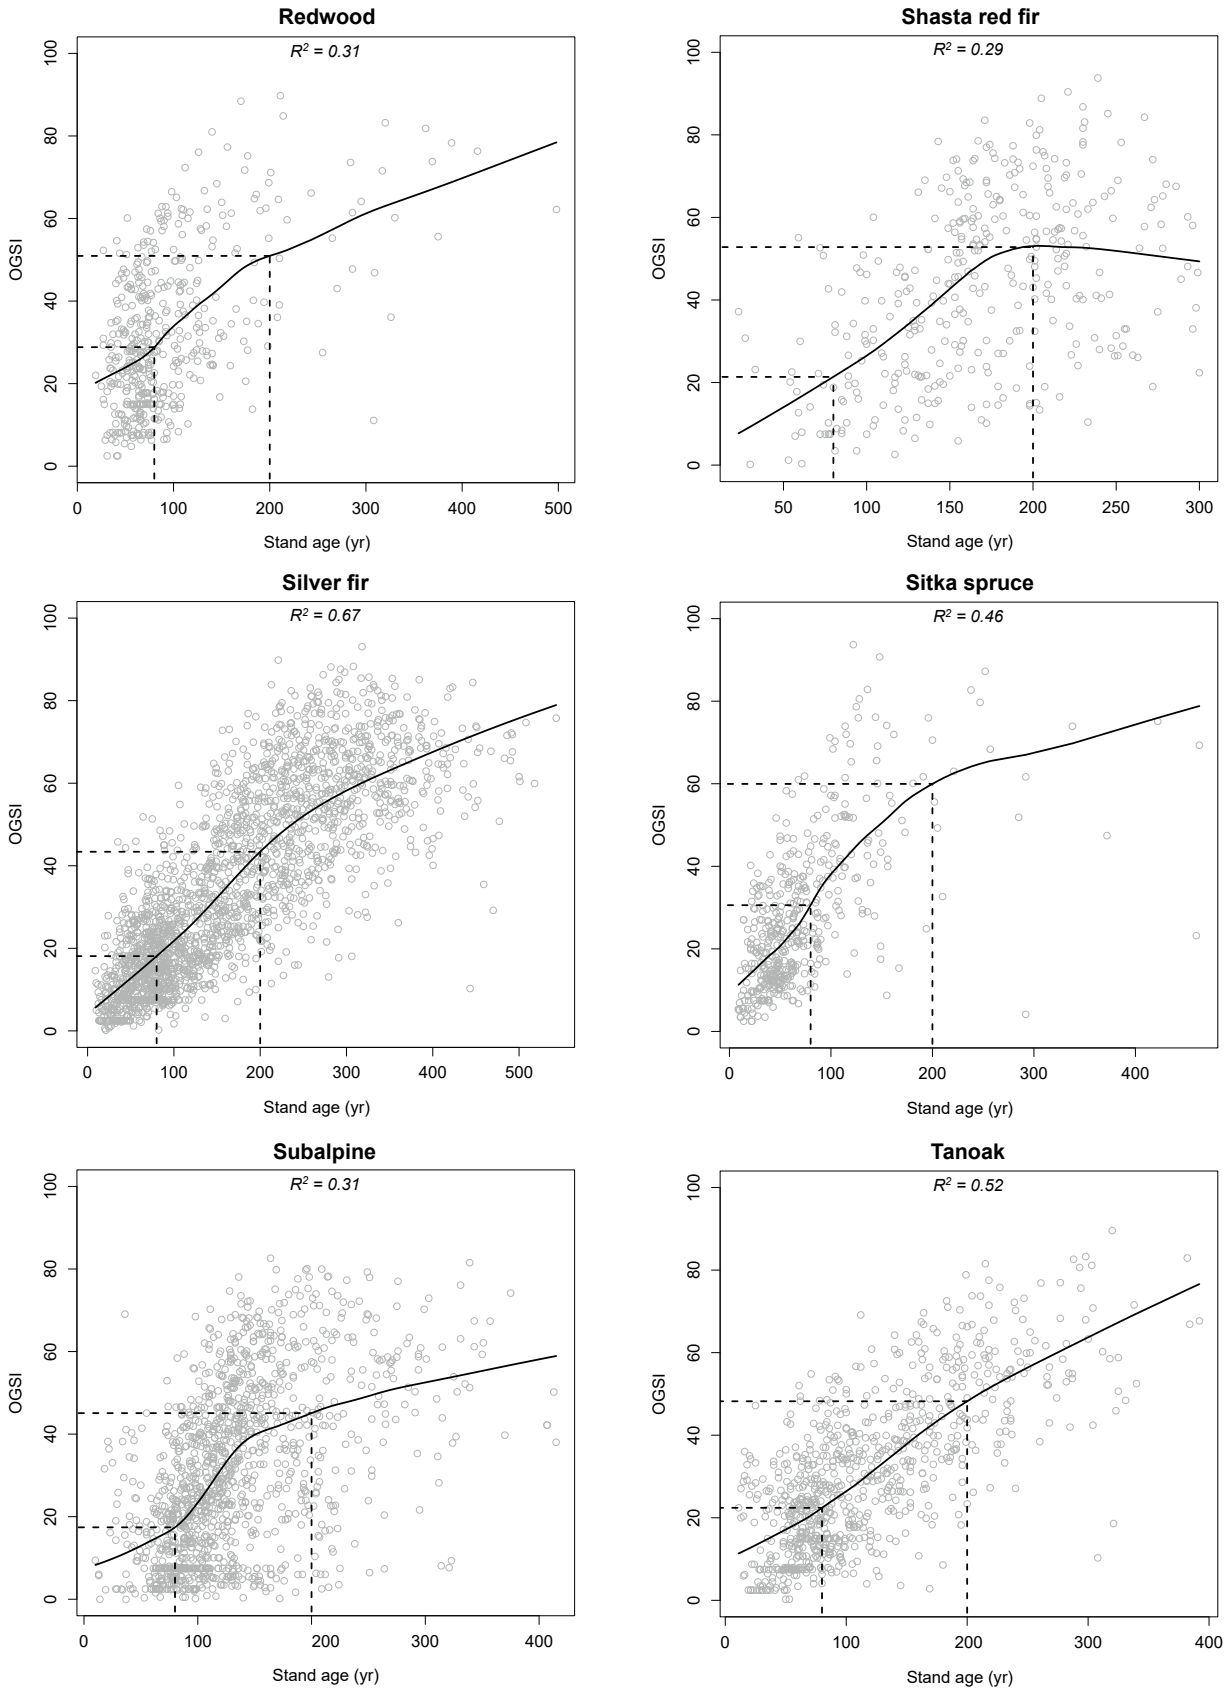 Redwood
R² = 0.31
OGSI
0 20 40 60 80 100
0 100 200 300 400 500
Stand age (yr)
Shasta red fir
R² = 0.29
OGSI
0 20 40 60 80 100
50 100 150 200 250 300
Stand age (yr)
Silver fir
R² = 0.67
OGSI
0 20 40 60 80 100
0 100 200 300 400 500
Stand age (yr)
Sitka spruce
R² = 0.46
OGSI
0 20 40 60 80 100
0 100 200 300 400
Stand age (yr)
Subalpine
R² = 0.31
OGSI
0 20 40 60 80 100
0 100 200 300 400
Stand age (yr)
Tanoak
R² = 0.52
OGSI
0 20 40 60 80 100
0 100 200 300 400
Stand age (yr)